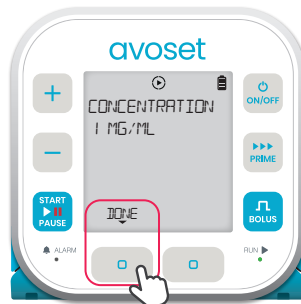 avoset
CONCENTRATION
1 MG/ML
DONE
ON/OFF
PRIME
START
PAUSE
BOLUS
ALARM
RUN